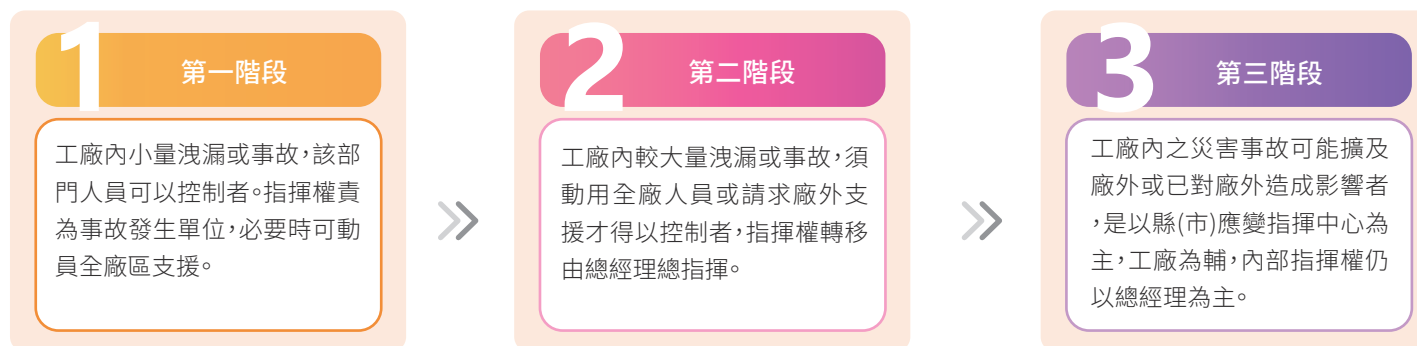 1
第一階段
工廠內小量洩漏或事故,該部
門人員可以控制者。指揮權責
為事故發生單位,必要時可動
員全廠區支援。
2
第二階段
工廠內較大量洩漏或事故,須
動用全廠人員或請求廠外支
援才得以控制者,指揮權轉移
由總經理總指揮。
3
第三階段
工廠內之災害事故可能擴及
廠外或已對廠外造成影響者
,是以縣(市)應變指揮中心為
主,工廠為輔,內部指揮權仍
以總經理為主。